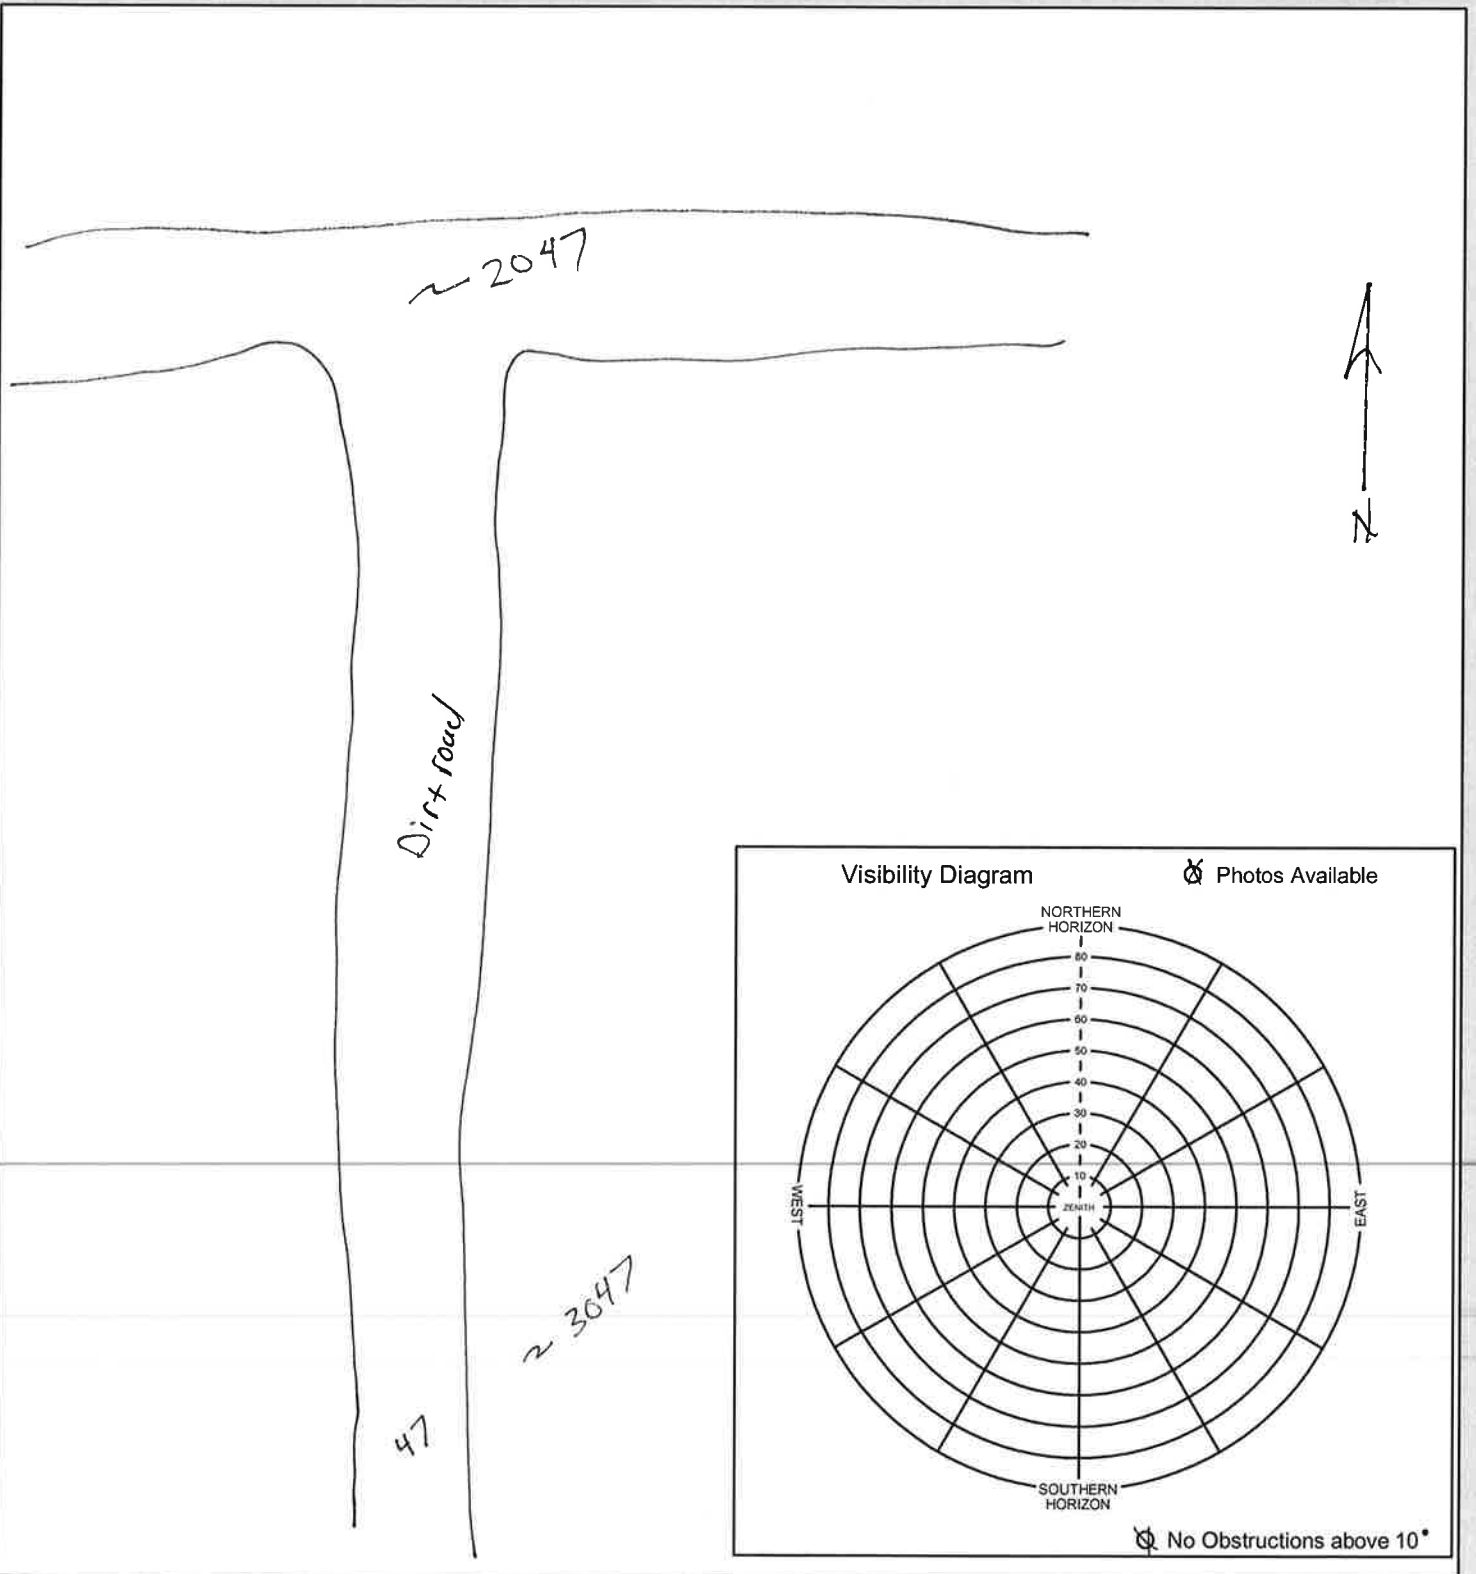 ~ 2047
N
Dirt road
Visibility Diagram
Photos Available
NORTHERN
HORIZON
80
70
60
50
40
30
20
10
ZENITH
WEST
EAST
~ 3047
47
SOUTHERN
HORIZON
No Obstructions above 10°